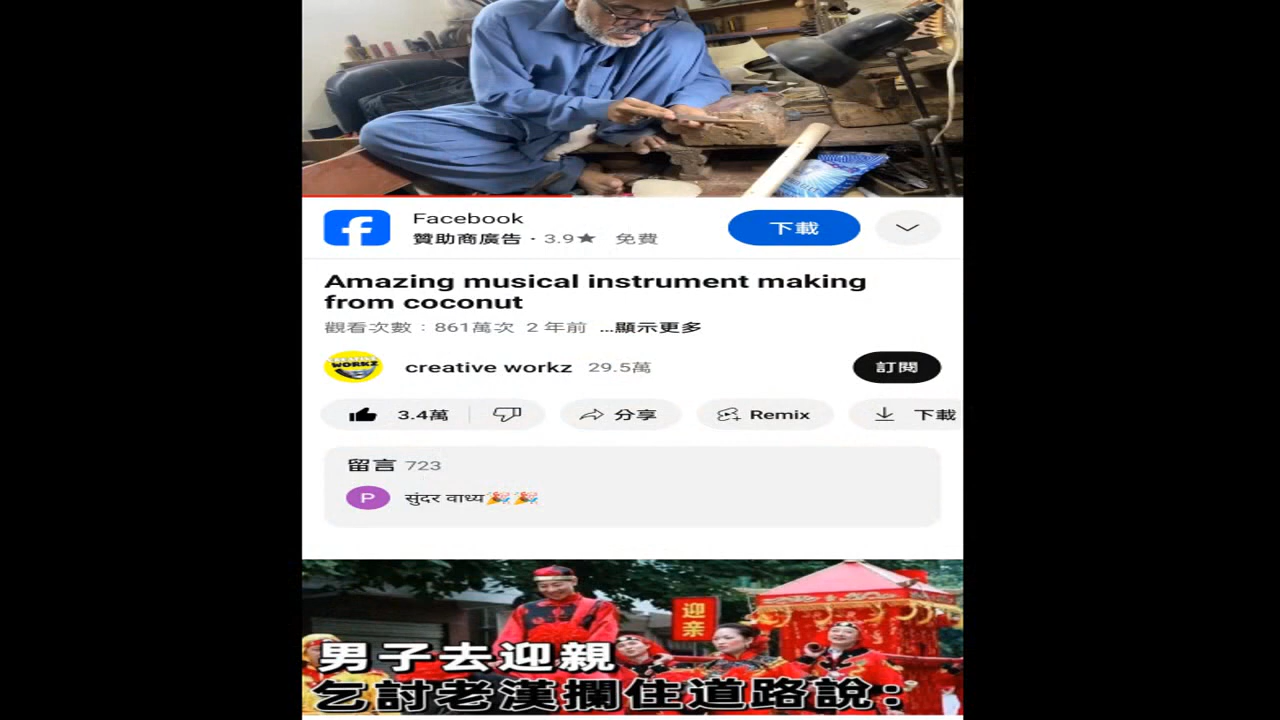 Facebook
贊助商廣告・3.9★ 免費
下載
Amazing musical instrument making
from coconut
觀看次數：861萬次 2 年前 ...顯示更多
WORKZ
creative workz 29.5萬
訂閱
3.4萬
分享
Remix
下載
留言 723
P
सुंदर वाध्य🎉🎉
迎
亲
男子去迎親
乞討老漢攔住道路說：